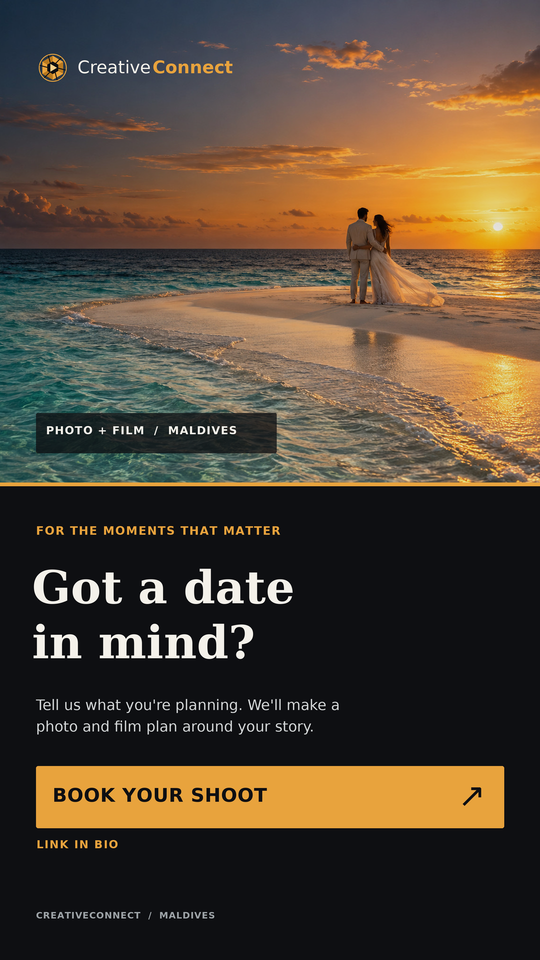 CreativeConnect
PHOTO + FILM / MALDIVES
FOR THE MOMENTS THAT MATTER
Got a date
in mind?
Tell us what you're planning. We'll make a
photo and film plan around your story.
BOOK YOUR SHOOT ↗
LINK IN BIO
CREATIVECONNECT / MALDIVES